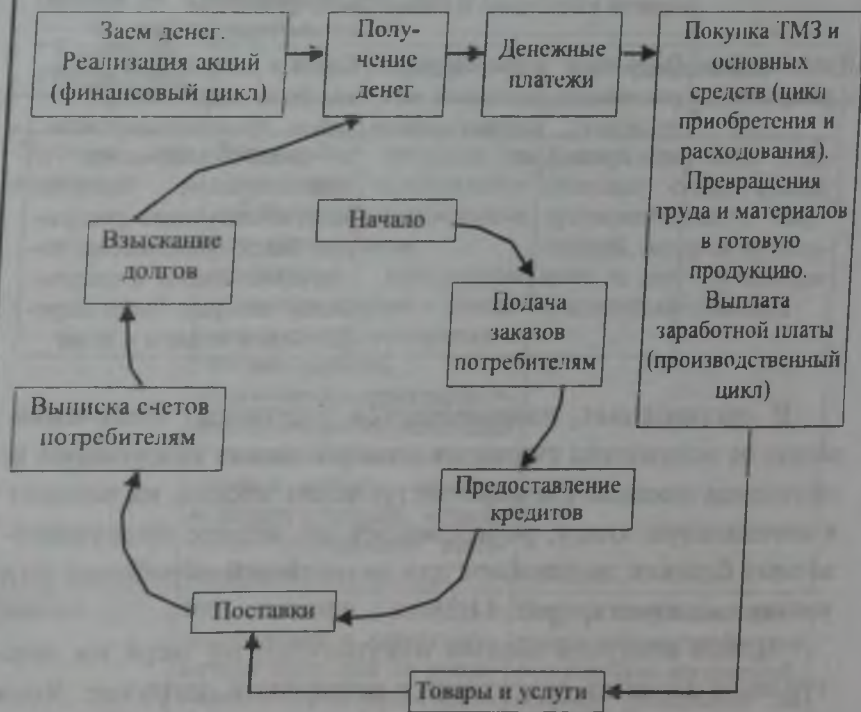 Заем денег.
Реализация акций
(финансовый цикл)
Полу-
чение
денег
Денежные
платежи
Покупка ТМЗ и
основных
средств (цикл
приобретения и
расходования).
Превращения
труда и материалов
в готовую
продукцию.
Выплата
заработной платы
(производственный
цикл)
Начало
Взыскание
долгов
Подача
заказов
потребителям
Выписка счетов
потребителям
Предоставление
кредитов
Поставки
Товары и услуги